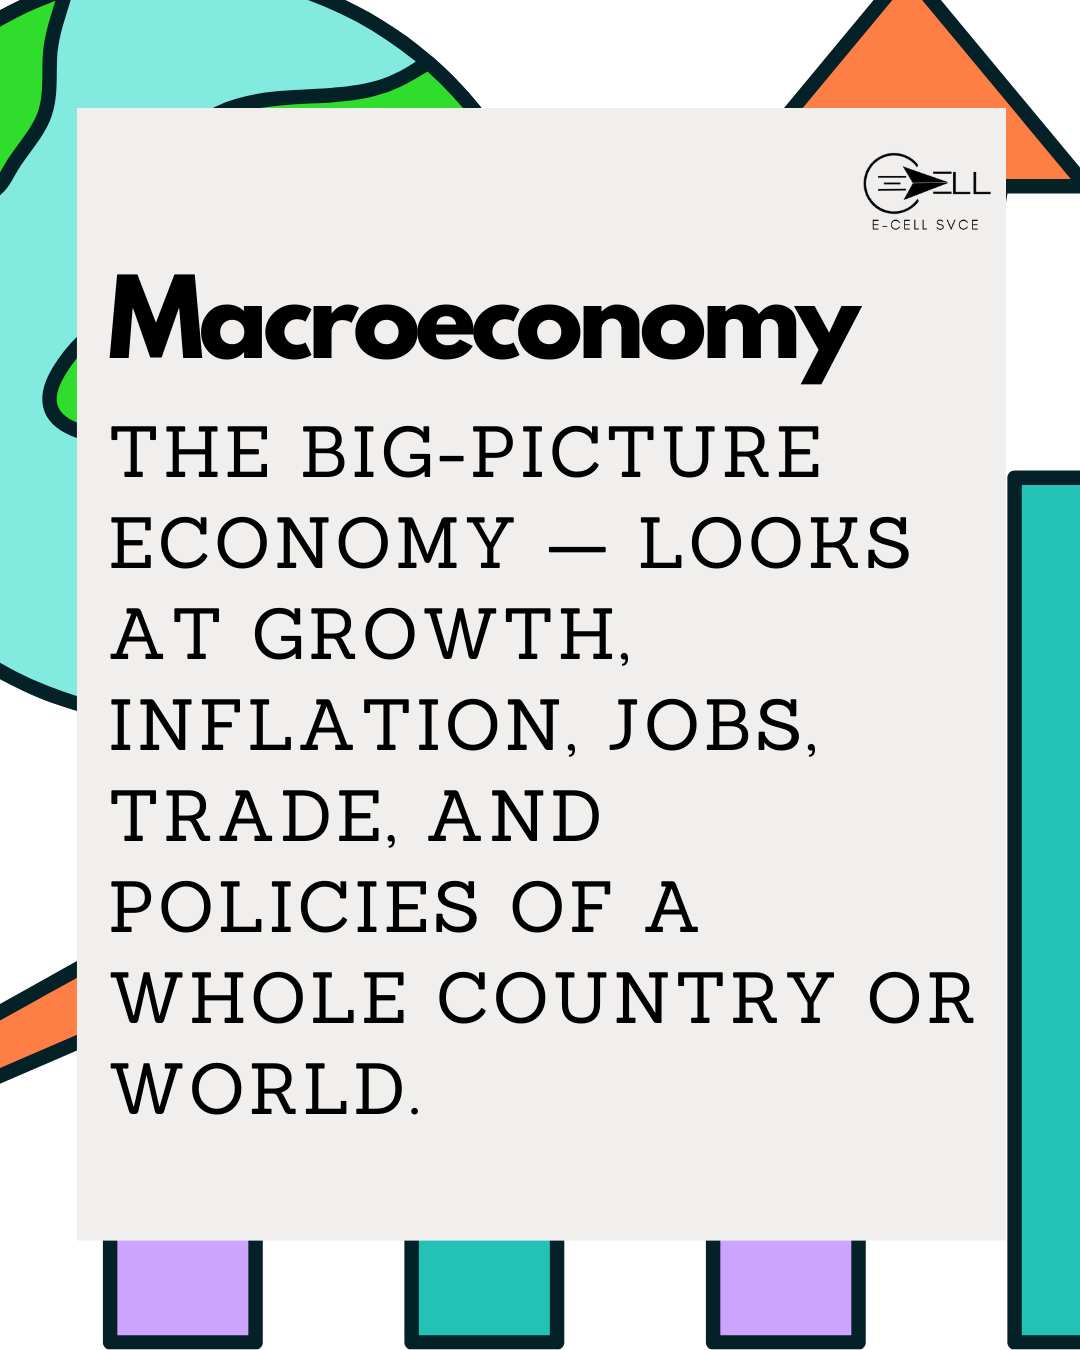 ELL
E-CELL SVCE
Macroeconomy
THE BIG-PICTURE
ECONOMY — LOOKS
AT GROWTH,
INFLATION, JOBS,
TRADE, AND
POLICIES OF A
WHOLE COUNTRY OR
WORLD.